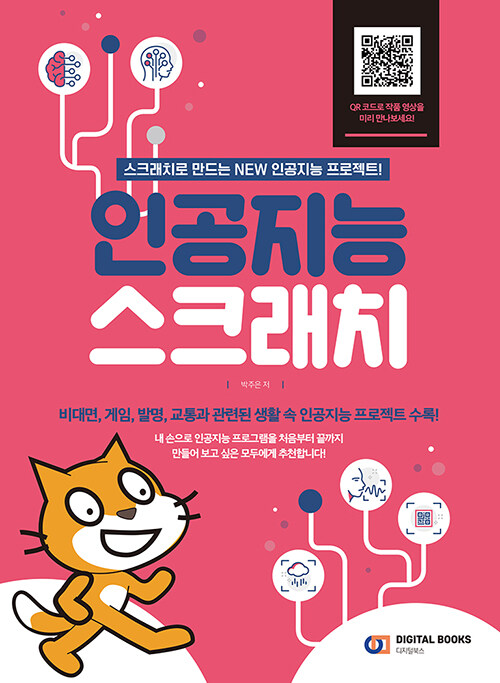 QR 코드로 작품 영상을
미리 만나보세요!
스크래치로 만드는 NEW 인공지능 프로젝트!
인공지능
스크래치
박주은 저
비대면, 게임, 발명, 교통과 관련된 생활 속 인공지능 프로젝트 수록!
내 손으로 인공지능 프로그램을 처음부터 끝까지
만들어 보고 싶은 모두에게 추천합니다!
DIGITAL BOOKS
디지털북스